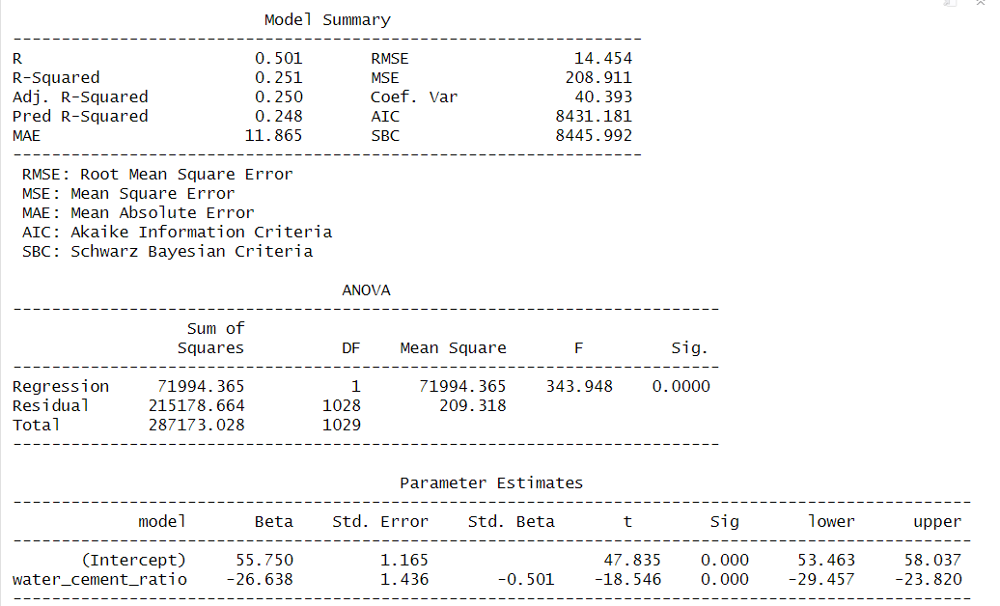 Model Summary
-----------------------------------------------------------------
R                        0.501       RMSE                 14.454
R-Squared                0.251       MSE                 208.911
Adj. R-Squared           0.250       Coef. Var            40.393
Pred R-Squared           0.248       AIC                8431.181
MAE                     11.865       SBC                8445.992
-----------------------------------------------------------------
RMSE: Root Mean Square Error
MSE: Mean Square Error
MAE: Mean Absolute Error
AIC: Akaike Information Criteria
SBC: Schwarz Bayesian Criteria
ANOVA
-------------------------------------------------------------------------
Sum of
Squares          DF    Mean Square       F         Sig.
-------------------------------------------------------------------------
Regression     71994.365           1      71994.365    343.948    0.0000
Residual      215178.664        1028        209.318
Total         287173.028        1029
-------------------------------------------------------------------------
Parameter Estimates
---------------------------------------------------------------------------------------------------
model       Beta    Std. Error    Std. Beta       t        Sig       lower      upper
---------------------------------------------------------------------------------------------------
(Intercept)     55.750         1.165                  47.835    0.000     53.463     58.037
water_cement_ratio    -26.638         1.436       -0.501    -18.546    0.000    -29.457    -23.820
---------------------------------------------------------------------------------------------------